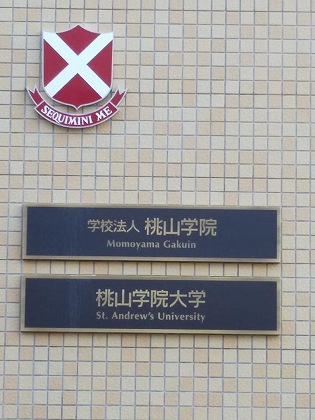 SEQUIMINI ME
学校法人 桃山学院
Momoyama Gakuin
桃山学院大学
St. Andrew's University